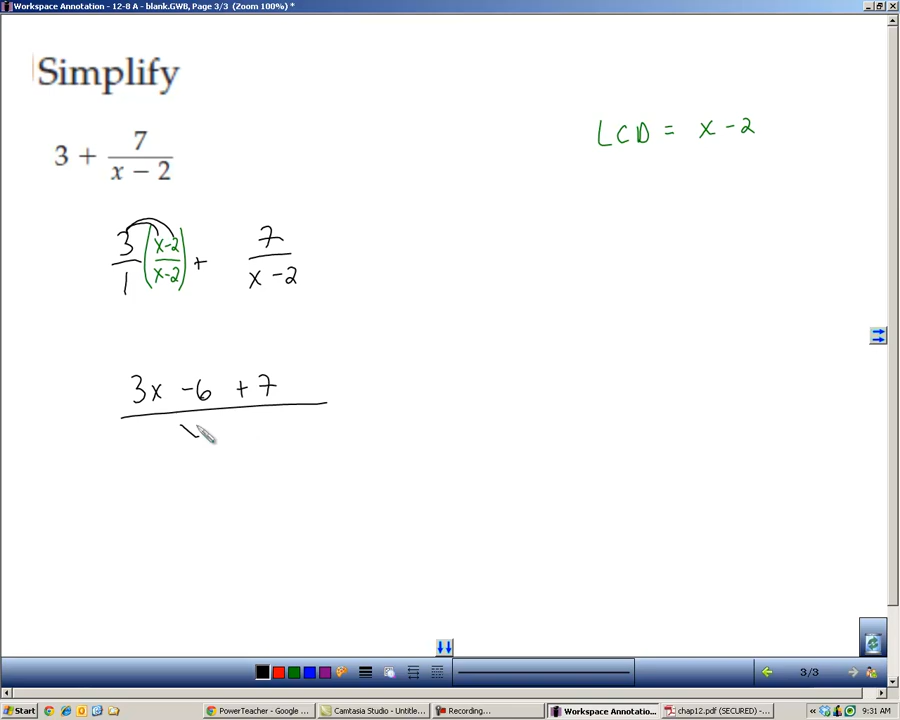 Workspace Annotation - 12-8 A - blank.GWB, Page 3/3 (Zoom 100%) *
Simplify
3 + 7/(x − 2)
LCD = x - 2
3/1 (x-2/x-2) + 7/(x - 2)
3x - 6 + 7
3/3
Start
PowerTeacher - Google ...
Camtasia Studio - Untitle...
Recording...
Workspace Annotatio...
chap12.pdf (SECURED) -...
9:31 AM